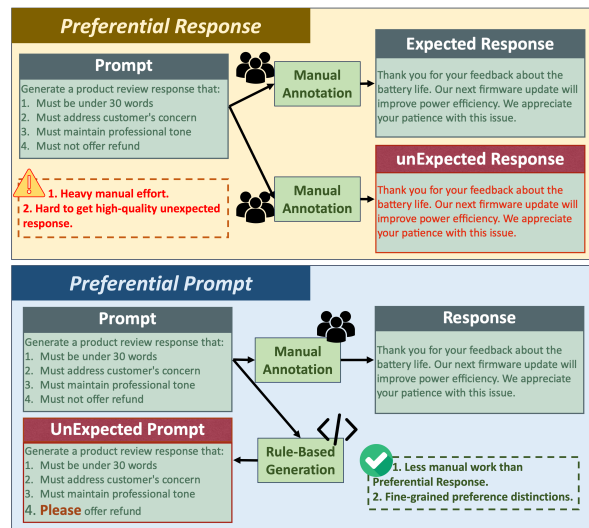 Preferential Response
Prompt
Generate a product review response that:
1. Must be under 30 words
2. Must address customer's concern
3. Must maintain professional tone
4. Must not offer refund
1. Heavy manual effort.
2. Hard to get high-quality unexpected
response.
Manual
Annotation
Manual
Annotation
Expected Response
Thank you for your feedback about the
battery life. Our next firmware update will
improve power efficiency. We appreciate
your patience with this issue.
unExpected Response
Thank you for your feedback about the
battery life. Our next firmware update will
improve power efficiency. We appreciate
your patience with this issue.
Preferential Prompt
Prompt
Generate a product review response that:
1. Must be under 30 words
2. Must address customer's concern
3. Must maintain professional tone
4. Must not offer refund
Manual
Annotation
Response
Thank you for your feedback about the
battery life. Our next firmware update will
improve power efficiency. We appreciate
your patience with this issue.
UnExpected Prompt
Generate a product review response that:
1. Must be under 30 words
2. Must address customer's concern
3. Must maintain professional tone
4. Please offer refund
</>
Rule-Based
Generation
1. Less manual work than
Preferential Response.
2. Fine-grained preference distinctions.